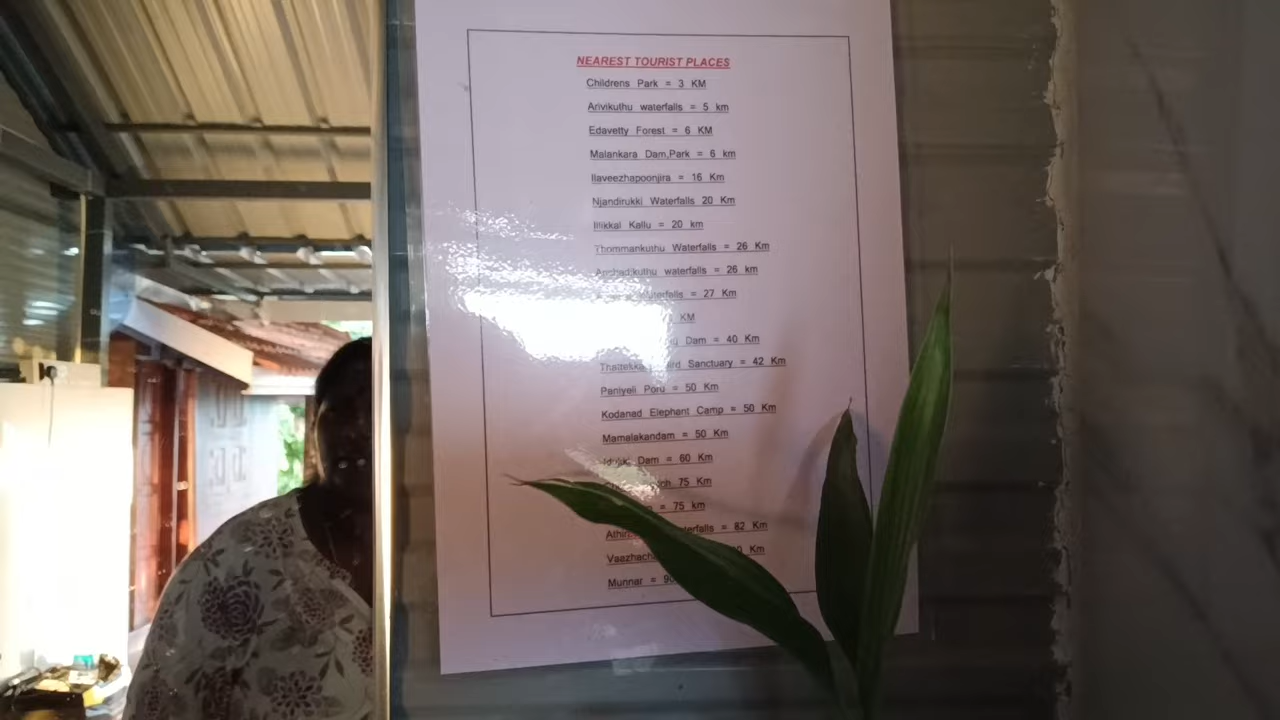 NEAREST TOURIST PLACES
Childrens Park = 3 KM
Arivikuthu waterfalls = 5 km
Edavetty Forest = 6 KM
Malankara Dam,Park = 6 km
Ilaveezhapoonjira = 16 Km
Njandirukki Waterfalls 20 Km
Illikkal Kallu = 20 km
Thommankuthu Waterfalls = 26 Km
waterfalls = 26 km
waterfalls = 27 Km
KM
Dam = 40 Km
Sanctuary = 42 Km
Paniyeli Poru = 50 Km
Kodanad Elephant Camp = 50 Km
Mamalakandam = 50 Km
Idukki Dam = 60 Km
75 Km
= 75 km
= 82 Km
Km
Munnar =